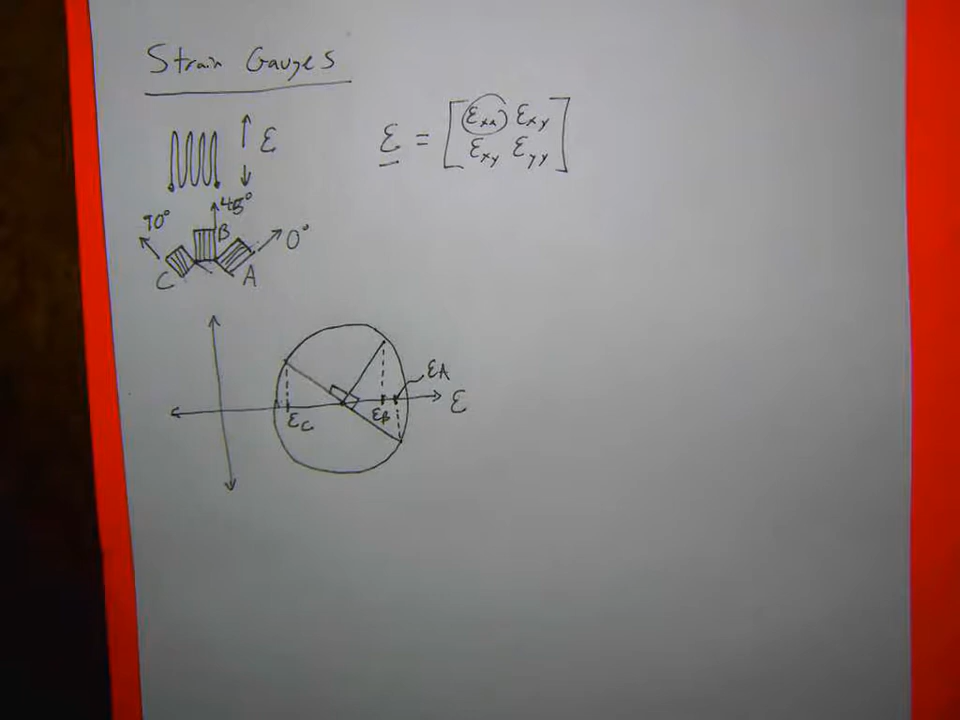 Strain Gauges
ε
ε = [ εxx εxy
εxy εyy ]
90° 45° 0°
B
C A
εA
εC εB ε